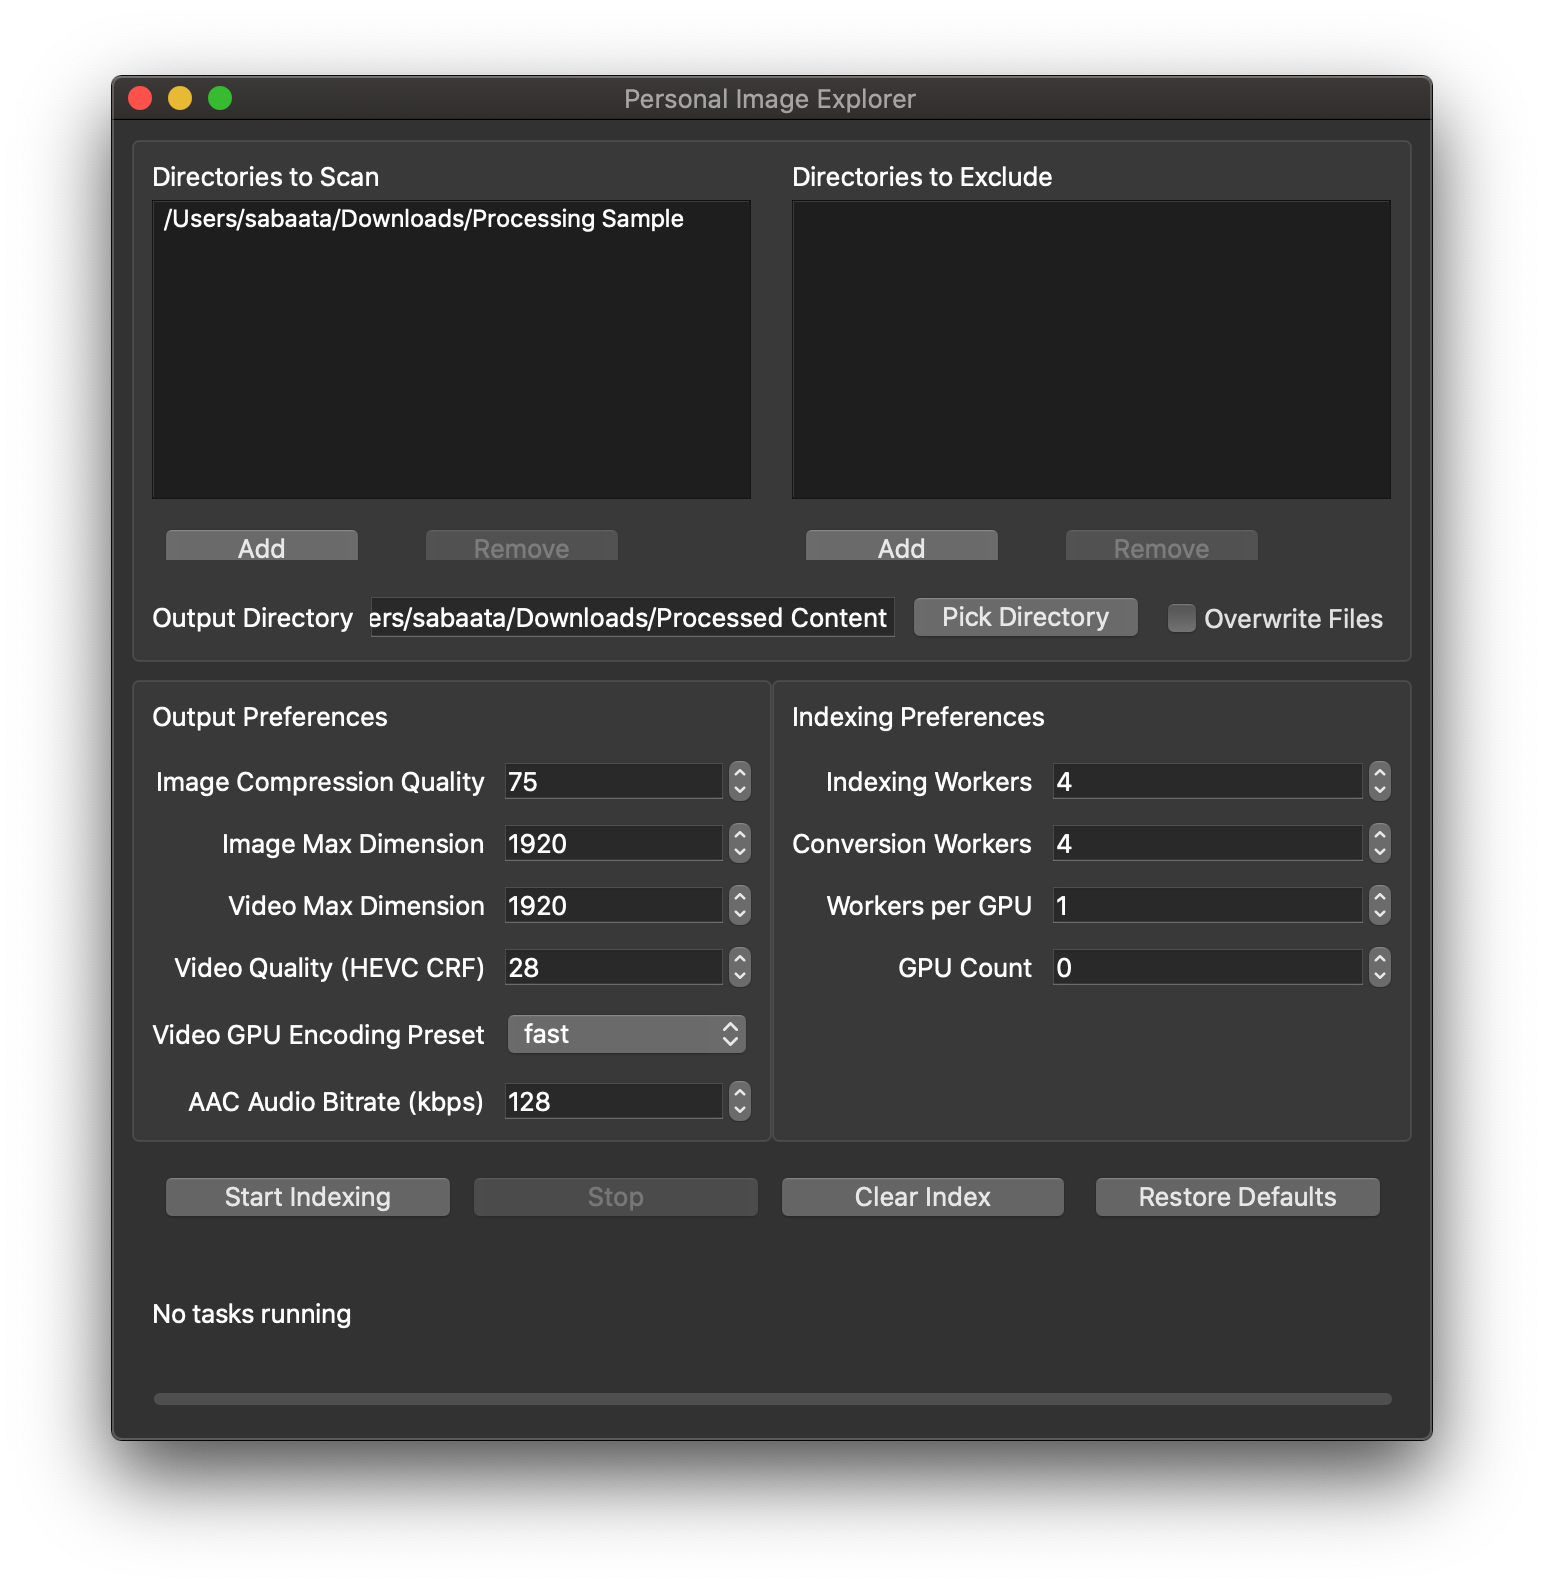 Personal Image Explorer
Directories to Scan
/Users/sabaata/Downloads/Processing Sample
Add
Remove
Directories to Exclude
Add
Remove
Output Directory
ers/sabaata/Downloads/Processed Content
Pick Directory
Overwrite Files
Output Preferences
Image Compression Quality 75
Image Max Dimension 1920
Video Max Dimension 1920
Video Quality (HEVC CRF) 28
Video GPU Encoding Preset fast
AAC Audio Bitrate (kbps) 128
Indexing Preferences
Indexing Workers 4
Conversion Workers 4
Workers per GPU 1
GPU Count 0
Start Indexing
Stop
Clear Index
Restore Defaults
No tasks running